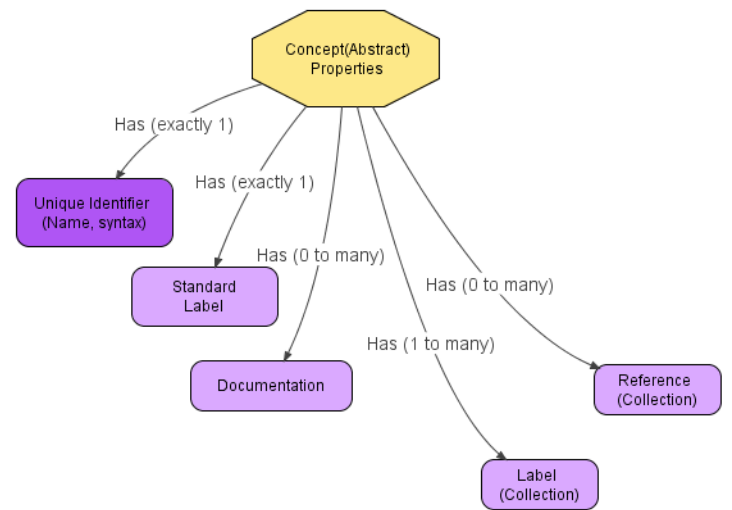 Concept(Abstract)
Properties
Has (exactly 1)
Unique Identifier
(Name, syntax)
Has (exactly 1)
Standard
Label
Has (0 to many)
Documentation
Has (1 to many)
Label
(Collection)
Has (0 to many)
Reference
(Collection)